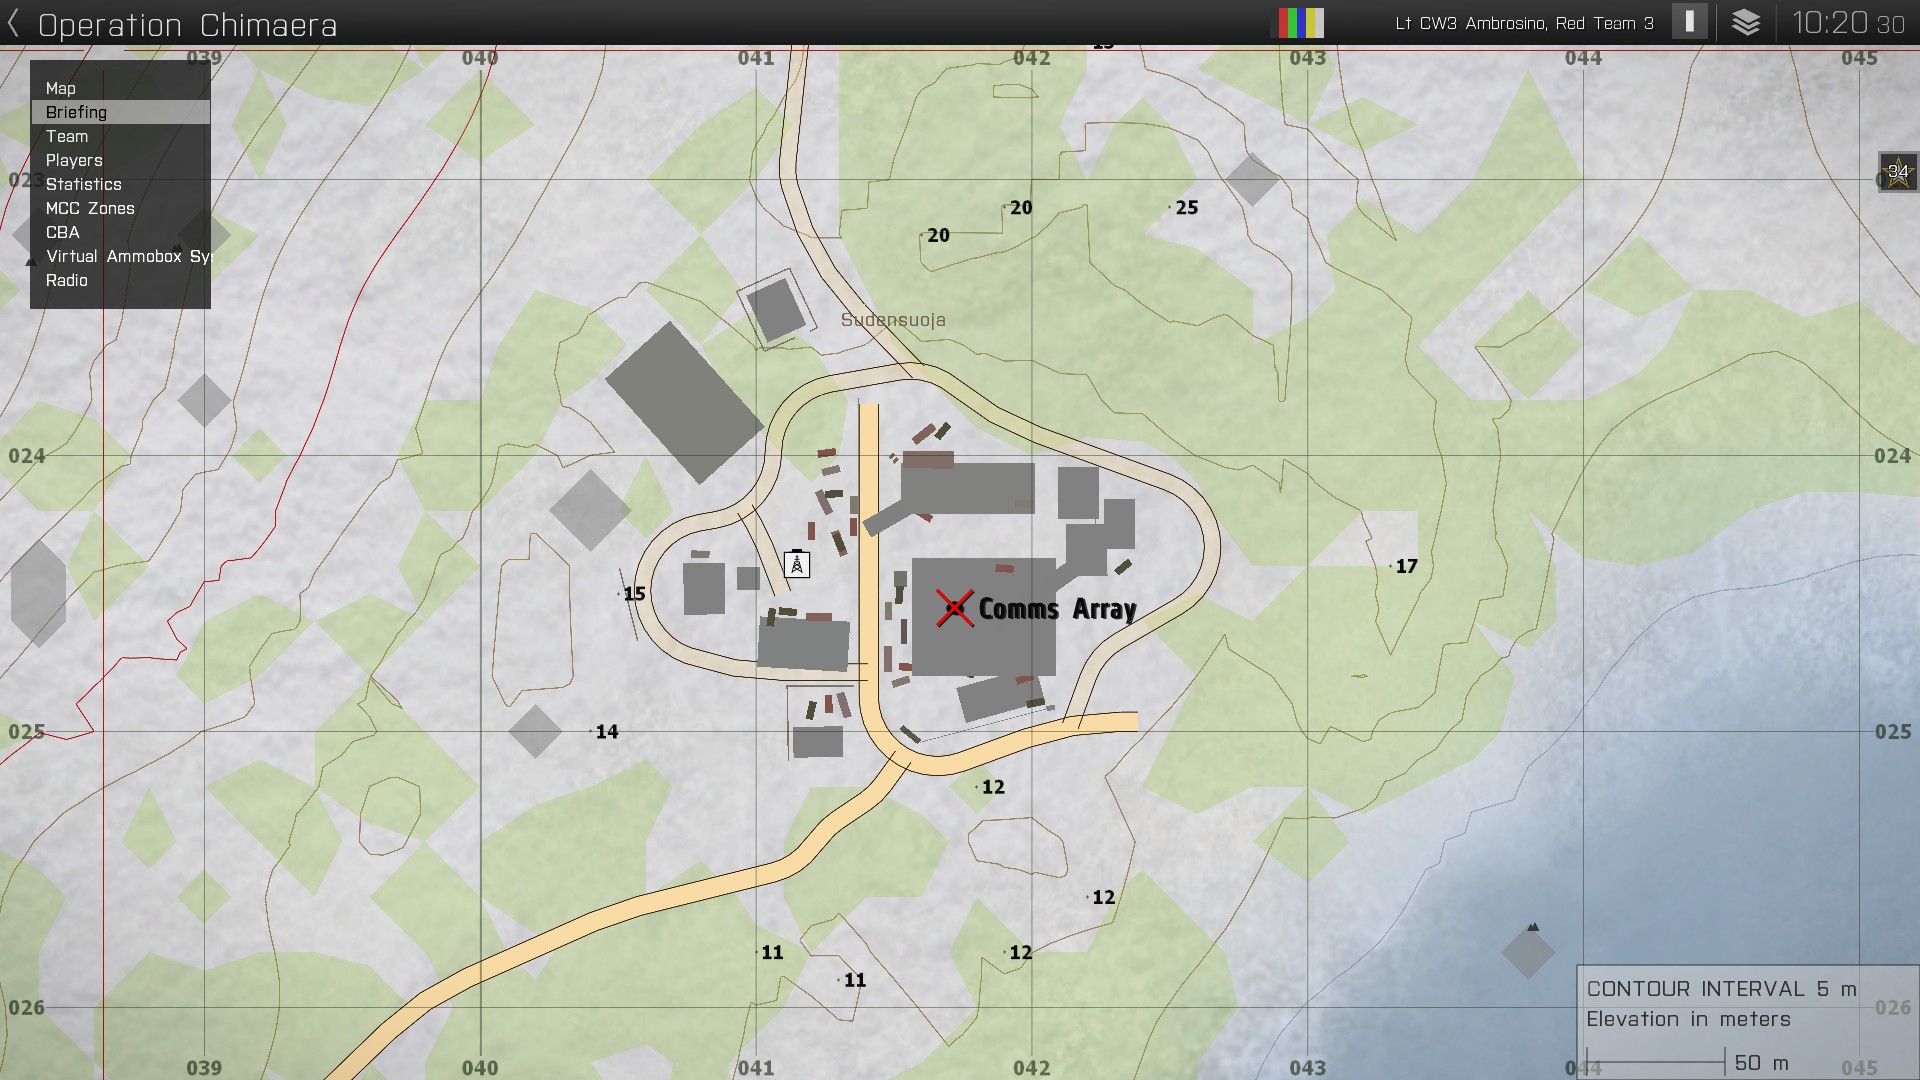 Operation Chimaera
Lt CW3 Ambrosino, Red Team 3
10:20 30
039 040 041 042 043 044 045
Map
Briefing
Team
Players
Statistics
MCC Zones
CBA
Virtual Ammobox Sys
Radio
023
34
20
25
20
Sudensuoja
024
024
17
15
Comms Array
025
14
025
12
12
11
12
11
CONTOUR INTERVAL 5 m
026
026
Elevation in meters
50 m
039 040 041 042 043 044 045